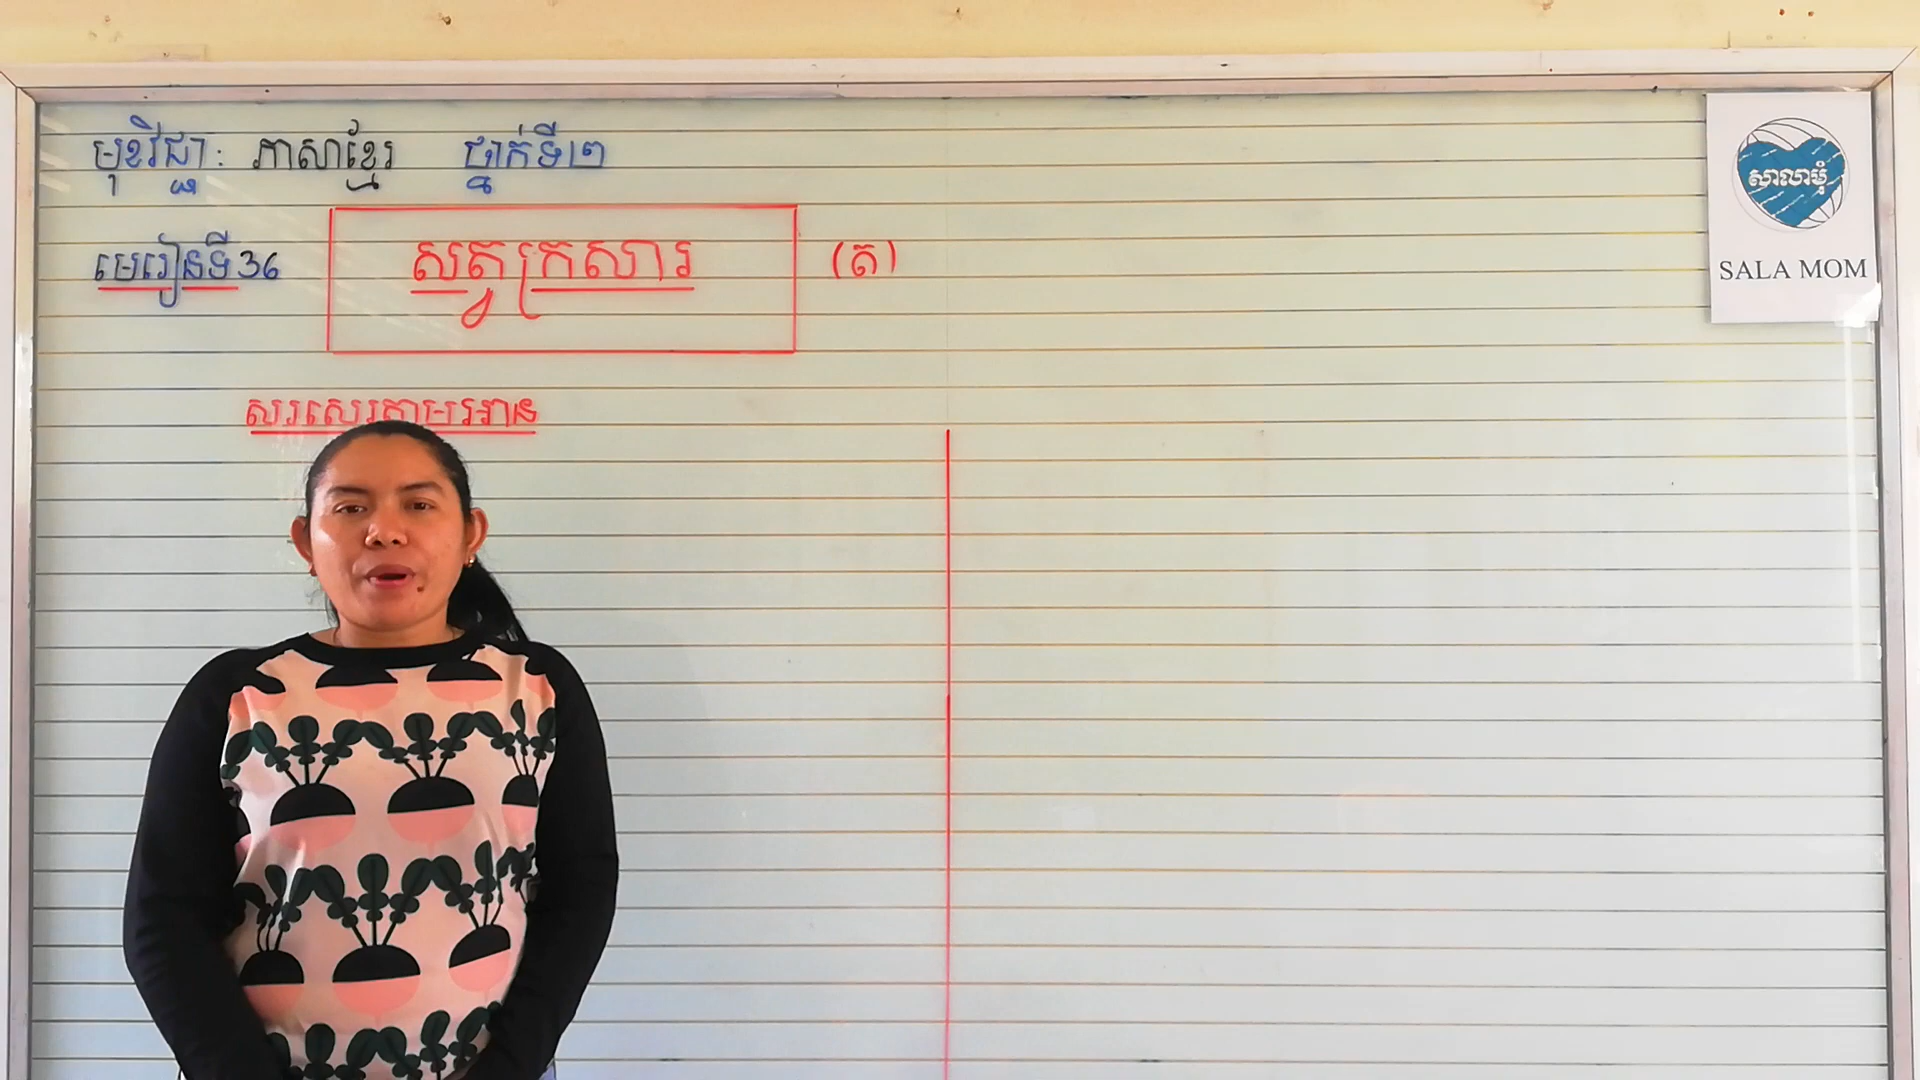 មុខវិជ្ជា : ភាសាខ្មែរ ថ្នាក់ទី២
មេរៀនទី36 សត្វក្រសារ (ត)
សរសេរតាមអាន
សាលាមុំ
SALA MOM